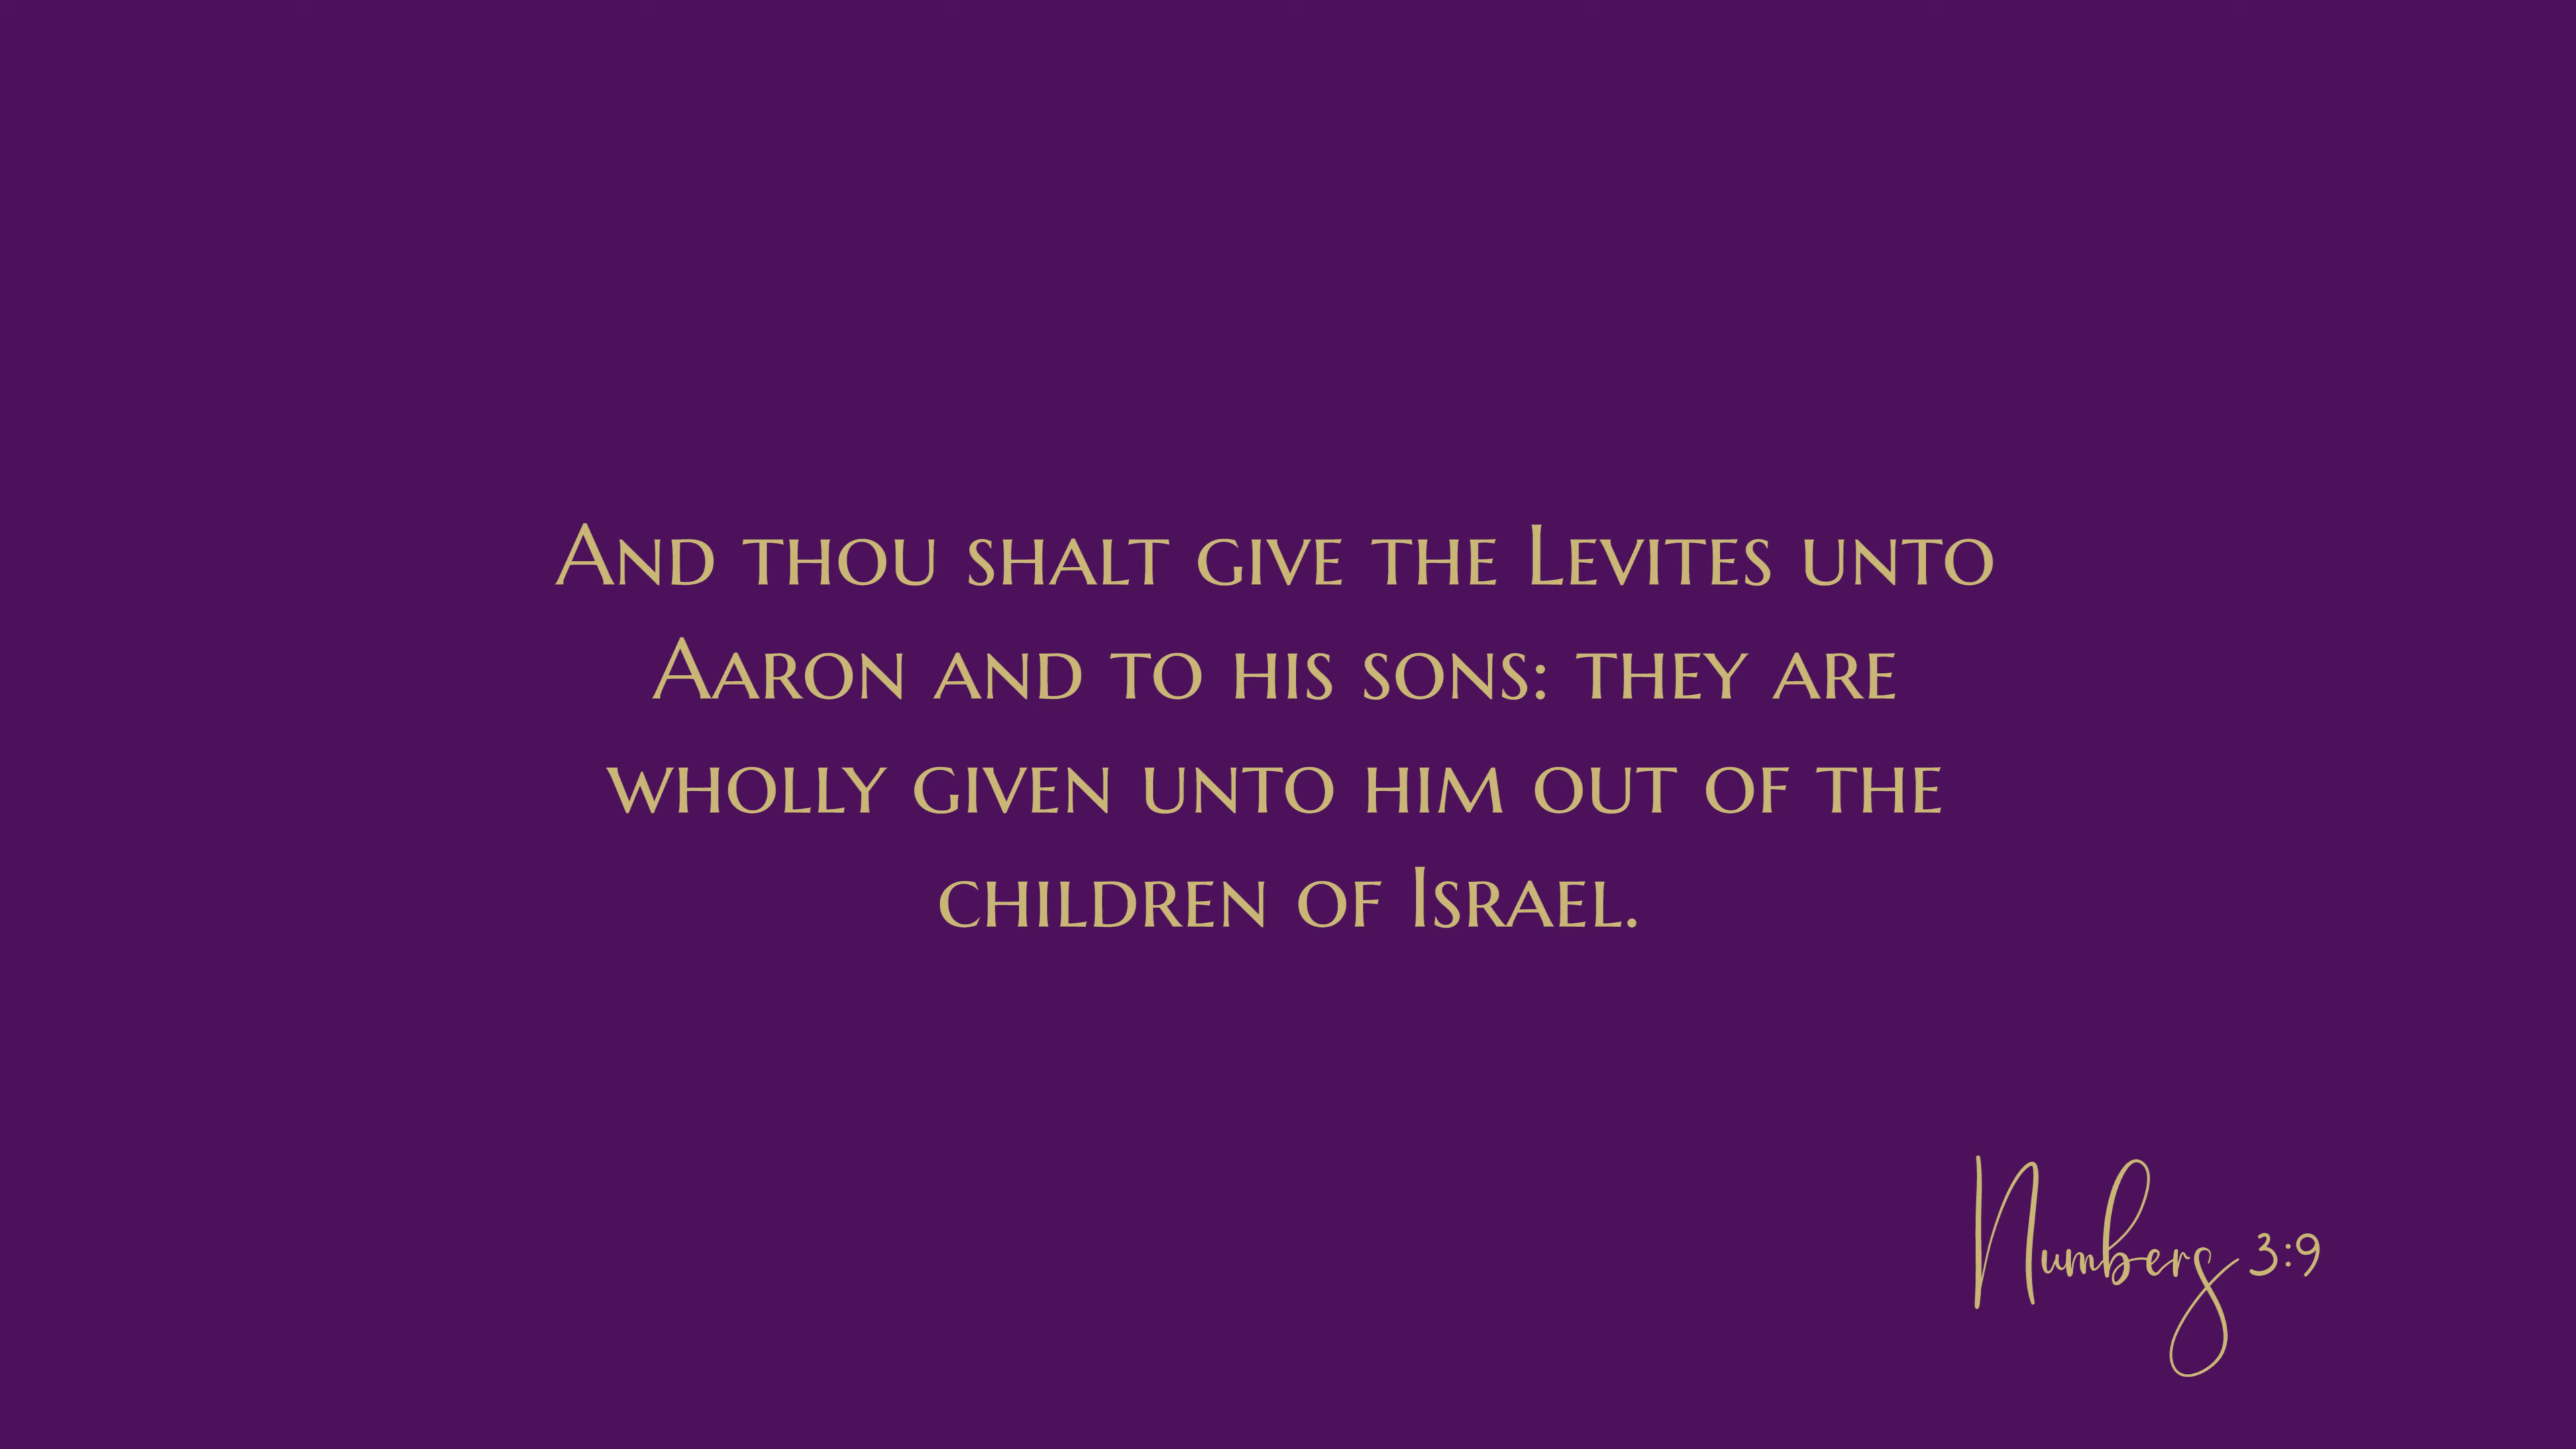 And thou shalt give the Levites unto
Aaron and to his sons: they are
wholly given unto him out of the
children of Israel.
Numbers 3:9